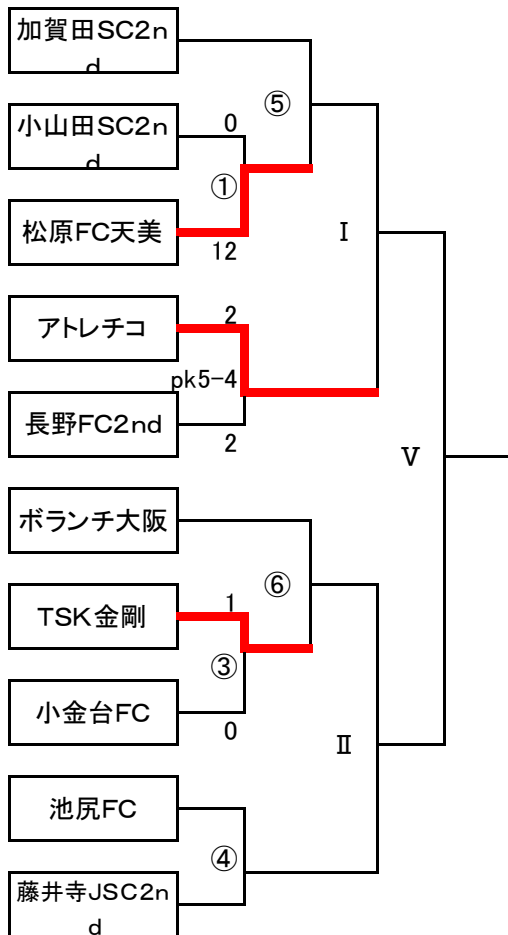 加賀田SC2n
d
⑤
小山田SC2n
d
0
①
松原FC天美
12
Ⅰ
アトレチコ
2
pk5-4
長野FC2nd
2
Ⅴ
ボランチ大阪
⑥
TSK金剛
1
③
小金台FC
0
Ⅱ
池尻FC
④
藤井寺JSC2n
d